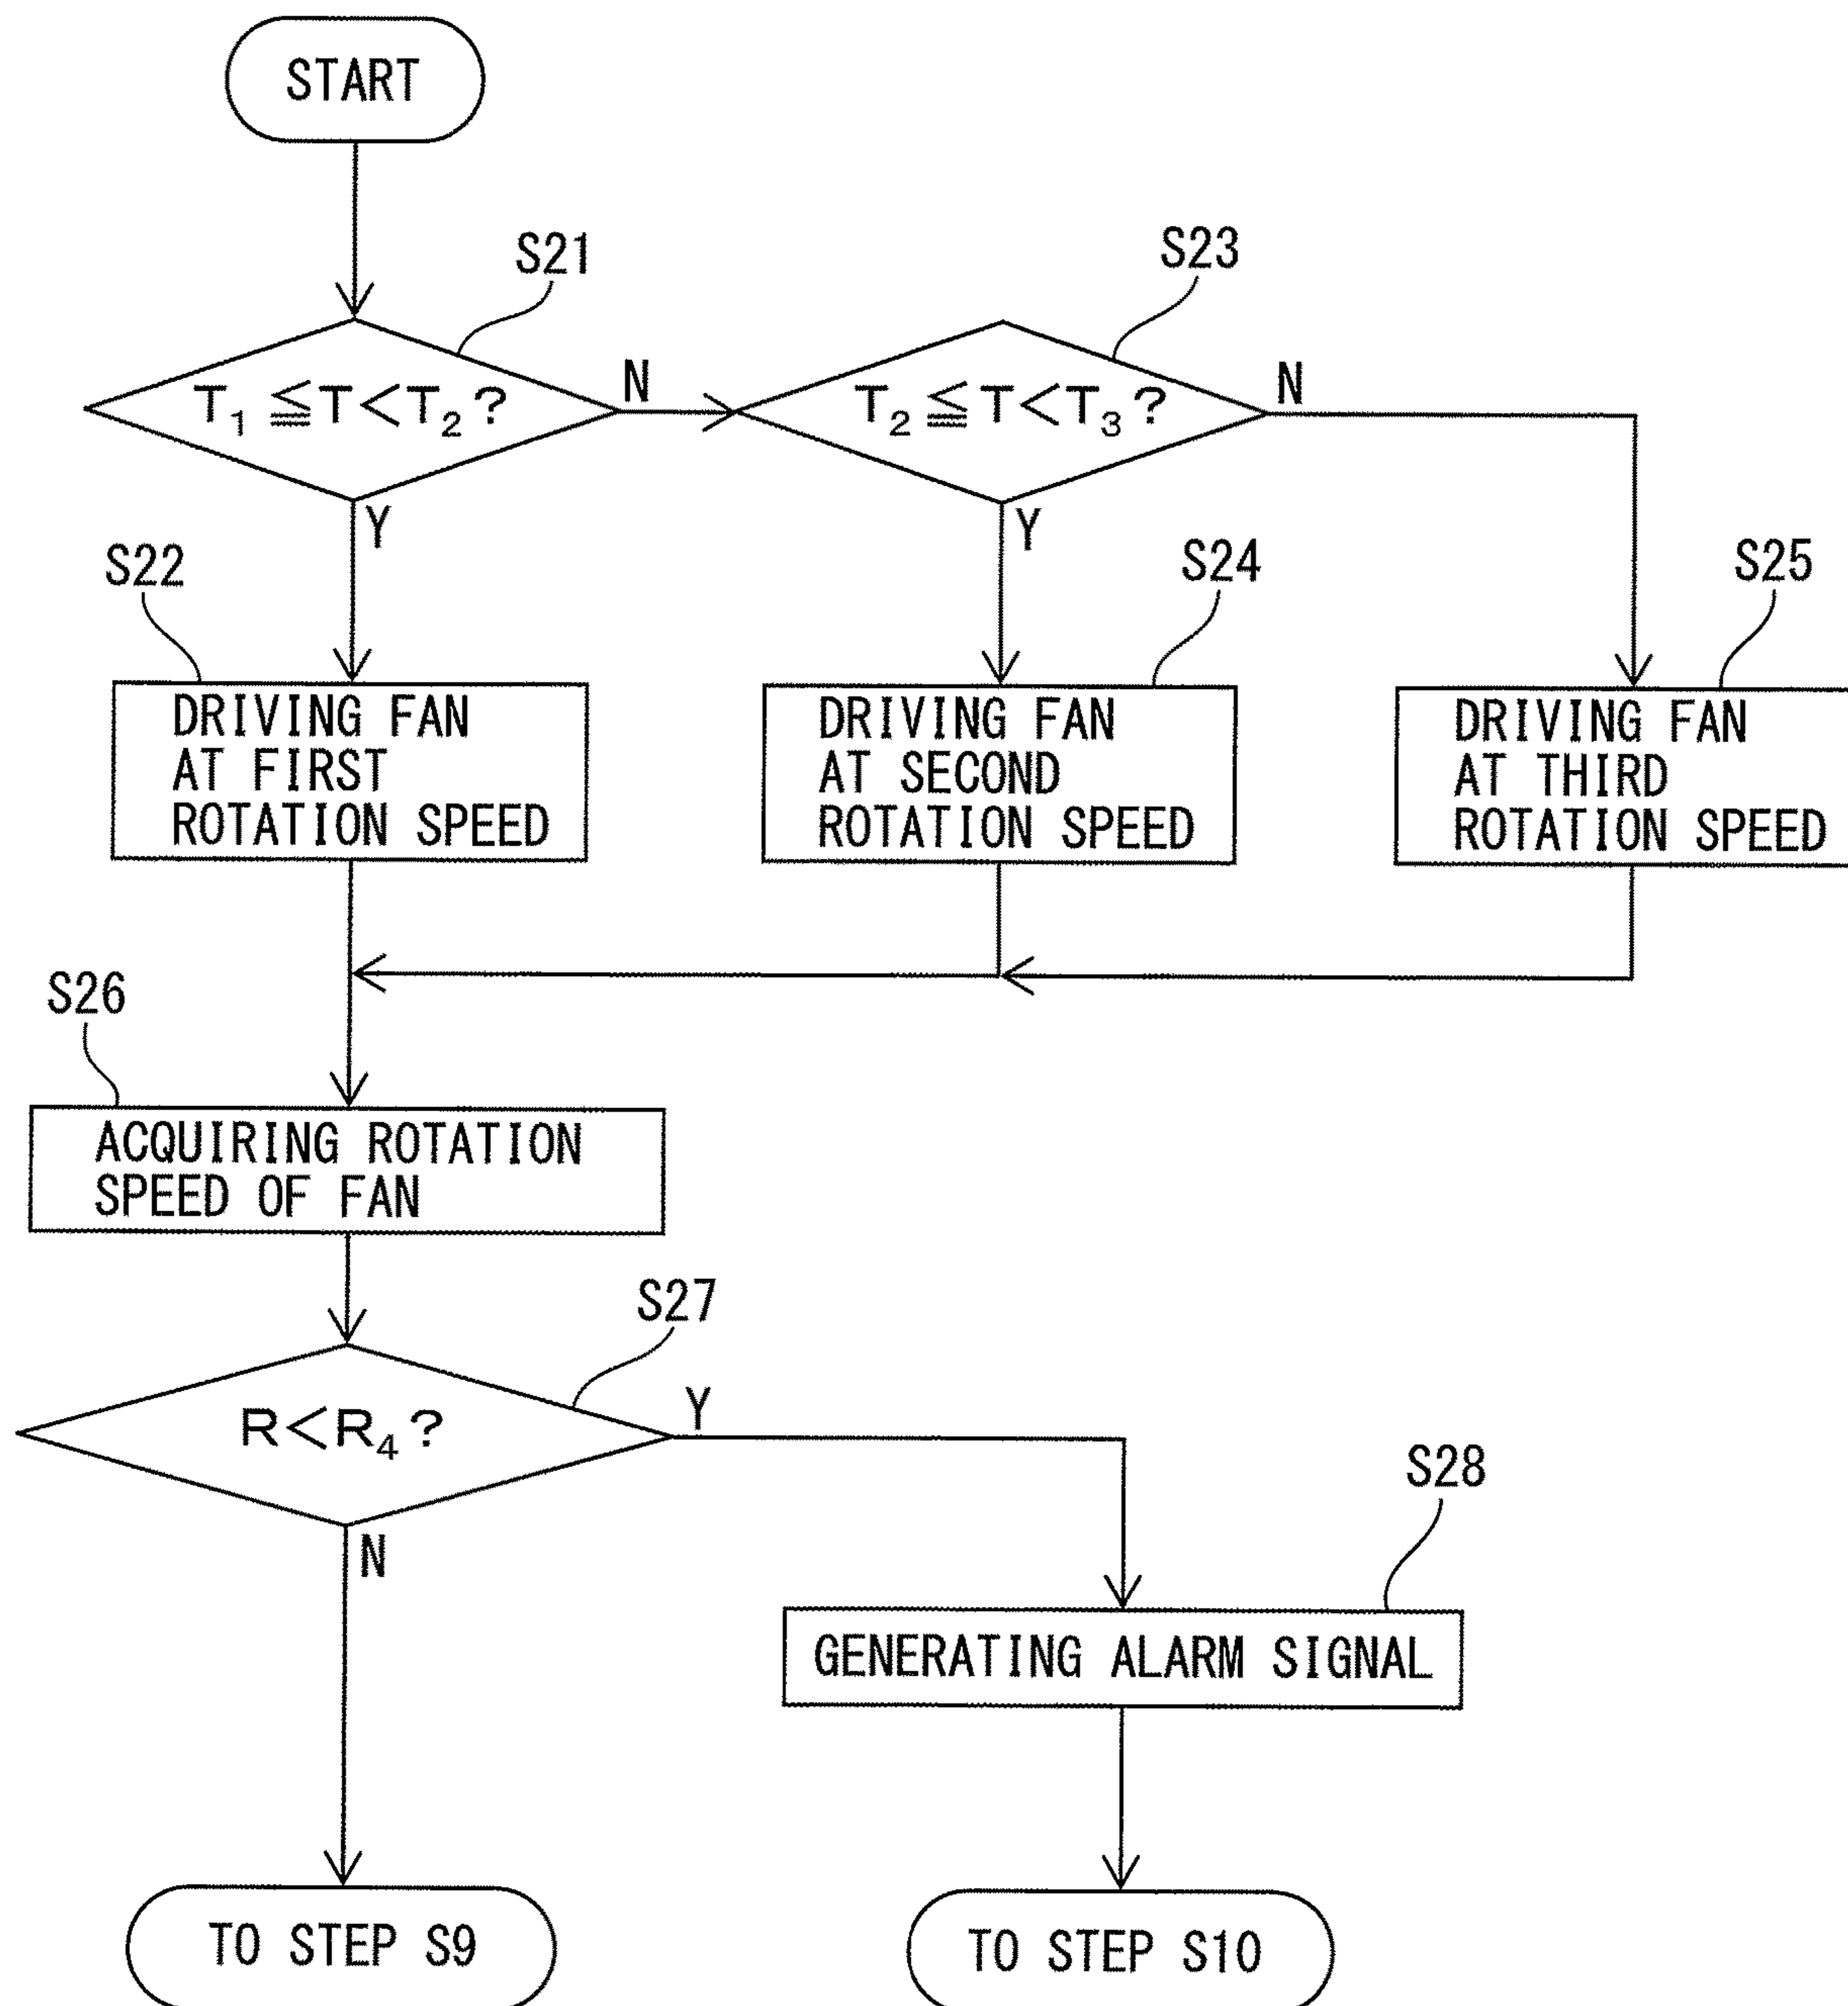 START
S21
S23
T₁ ≦ T < T₂ ?
N
T₂ ≦ T < T₃ ?
N
Y
Y
S22
S24
S25
DRIVING FAN
AT FIRST
ROTATION SPEED
DRIVING FAN
AT SECOND
ROTATION SPEED
DRIVING FAN
AT THIRD
ROTATION SPEED
S26
ACQUIRING ROTATION
SPEED OF FAN
S27
R < R₄ ?
Y
N
S28
GENERATING ALARM SIGNAL
TO STEP S9
TO STEP S10